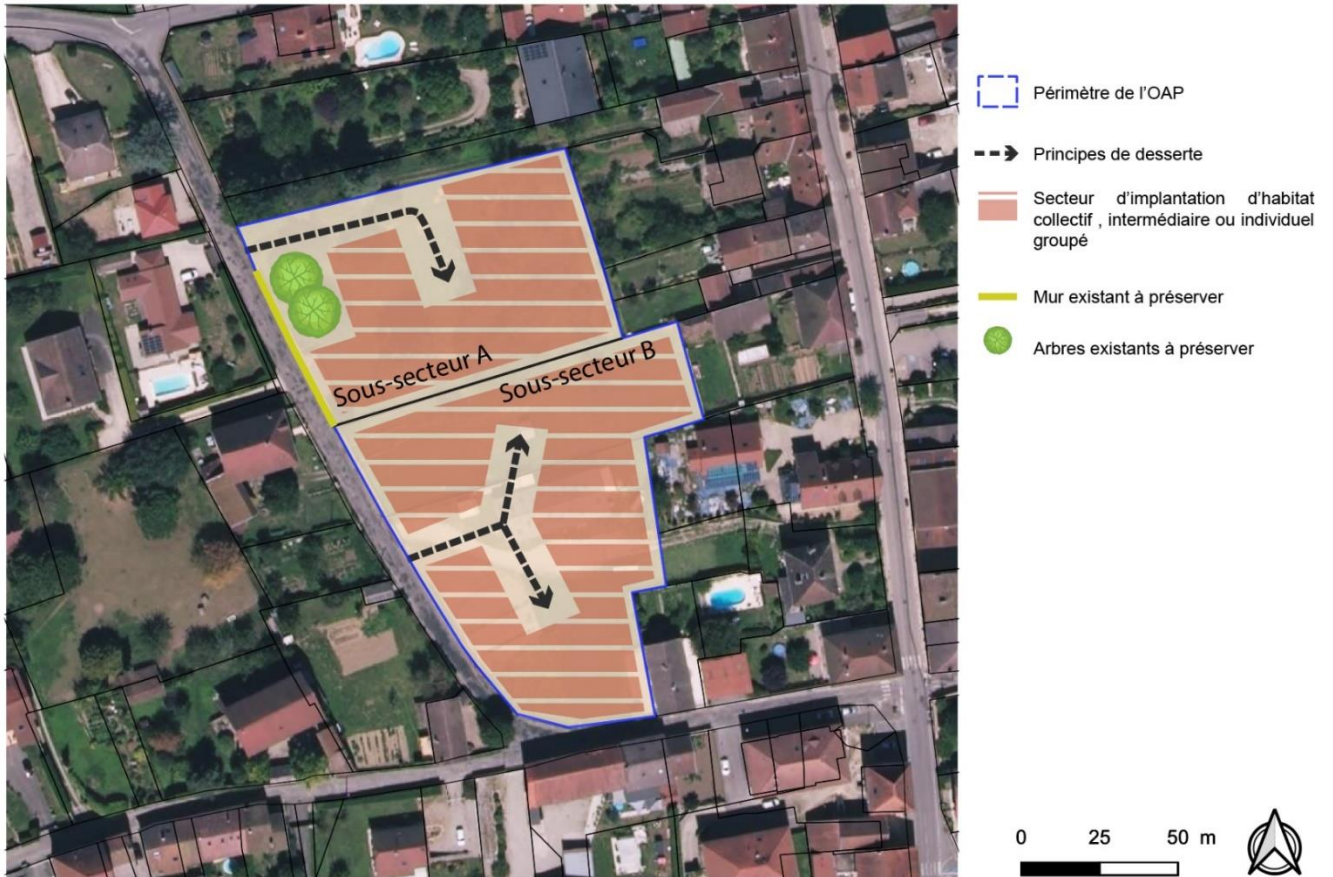 Périmètre de l'OAP
Principes de desserte
Secteur d'implantation d'habitat
collectif , intermédiaire ou individuel
groupé
Mur existant à préserver
Arbres existants à préserver
Sous-secteur A
Sous-secteur B
0 25 50 m